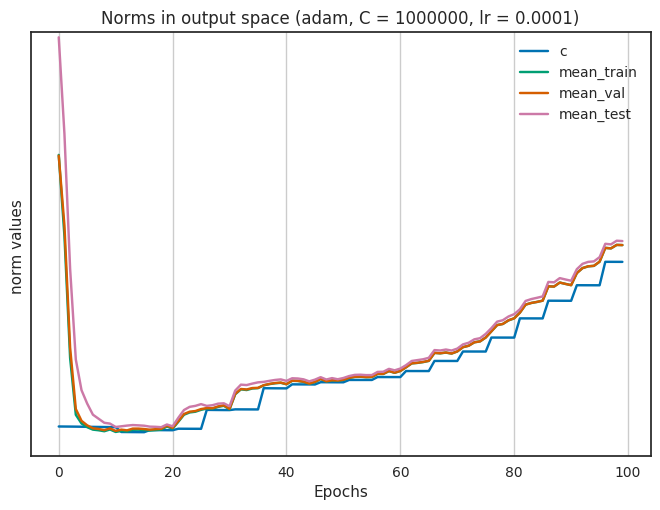 Norms in output space (adam, C = 1000000, lr = 0.0001)
c
mean_train
mean_val
mean_test
norm values
0 20 40 60 80 100
Epochs